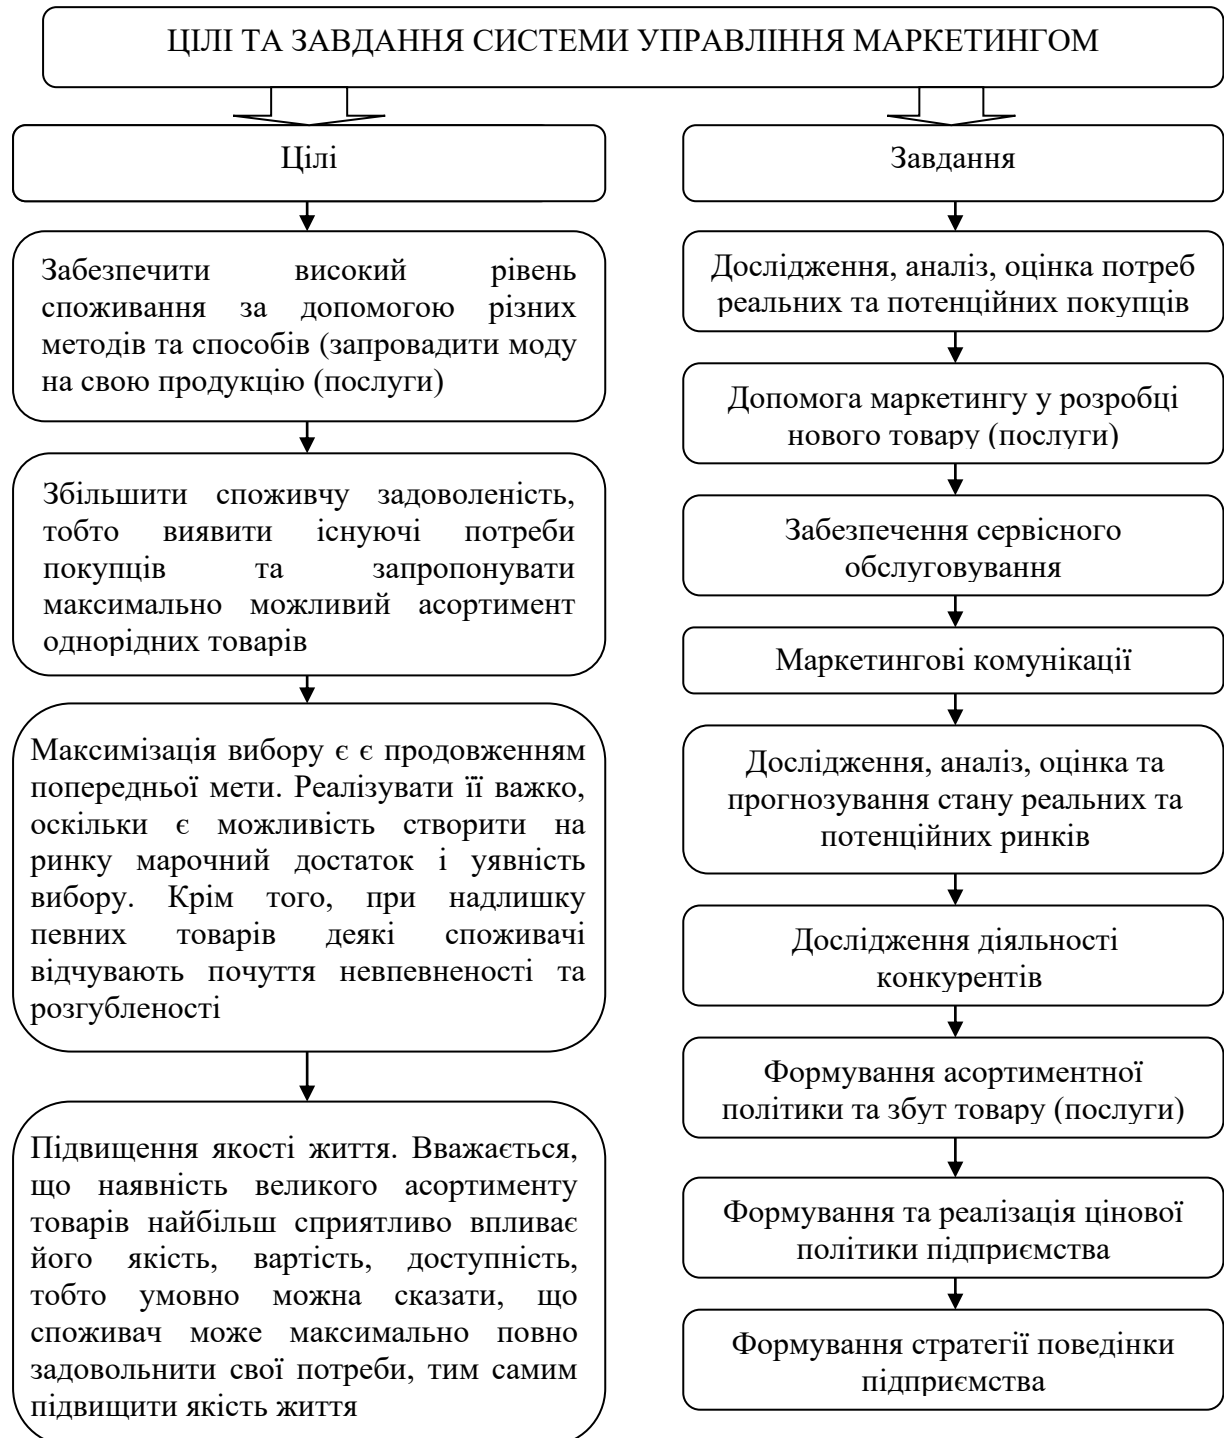 ЦІЛІ ТА ЗАВДАННЯ СИСТЕМИ УПРАВЛІННЯ МАРКЕТИНГОМ
Цілі
Забезпечити високий рівень
споживання за допомогою різних
методів та способів (запровадити моду
на свою продукцію (послуги)
Збільшити споживчу задоволеність,
тобто виявити існуючі потреби
покупців та запропонувати
максимально можливий асортимент
однорідних товарів
Максимізація вибору є є продовженням
попередньої мети. Реалізувати її важко,
оскільки є можливість створити на
ринку марочний достаток і уявність
вибору. Крім того, при надлишку
певних товарів деякі споживачі
відчувають почуття невпевненості та
розгубленості
Підвищення якості життя. Вважається,
що наявність великого асортименту
товарів найбільш сприятливо впливає
його якість, вартість, доступність,
тобто умовно можна сказати, що
споживач може максимально повно
задовольнити свої потреби, тим самим
підвищити якість життя
Завдання
Дослідження, аналіз, оцінка потреб
реальних та потенційних покупців
Допомога маркетингу у розробці
нового товару (послуги)
Забезпечення сервісного
обслуговування
Маркетингові комунікації
Дослідження, аналіз, оцінка та
прогнозування стану реальних та
потенційних ринків
Дослідження діяльності
конкурентів
Формування асортиментної
політики та збут товару (послуги)
Формування та реалізація цінової
політики підприємства
Формування стратегії поведінки
підприємства